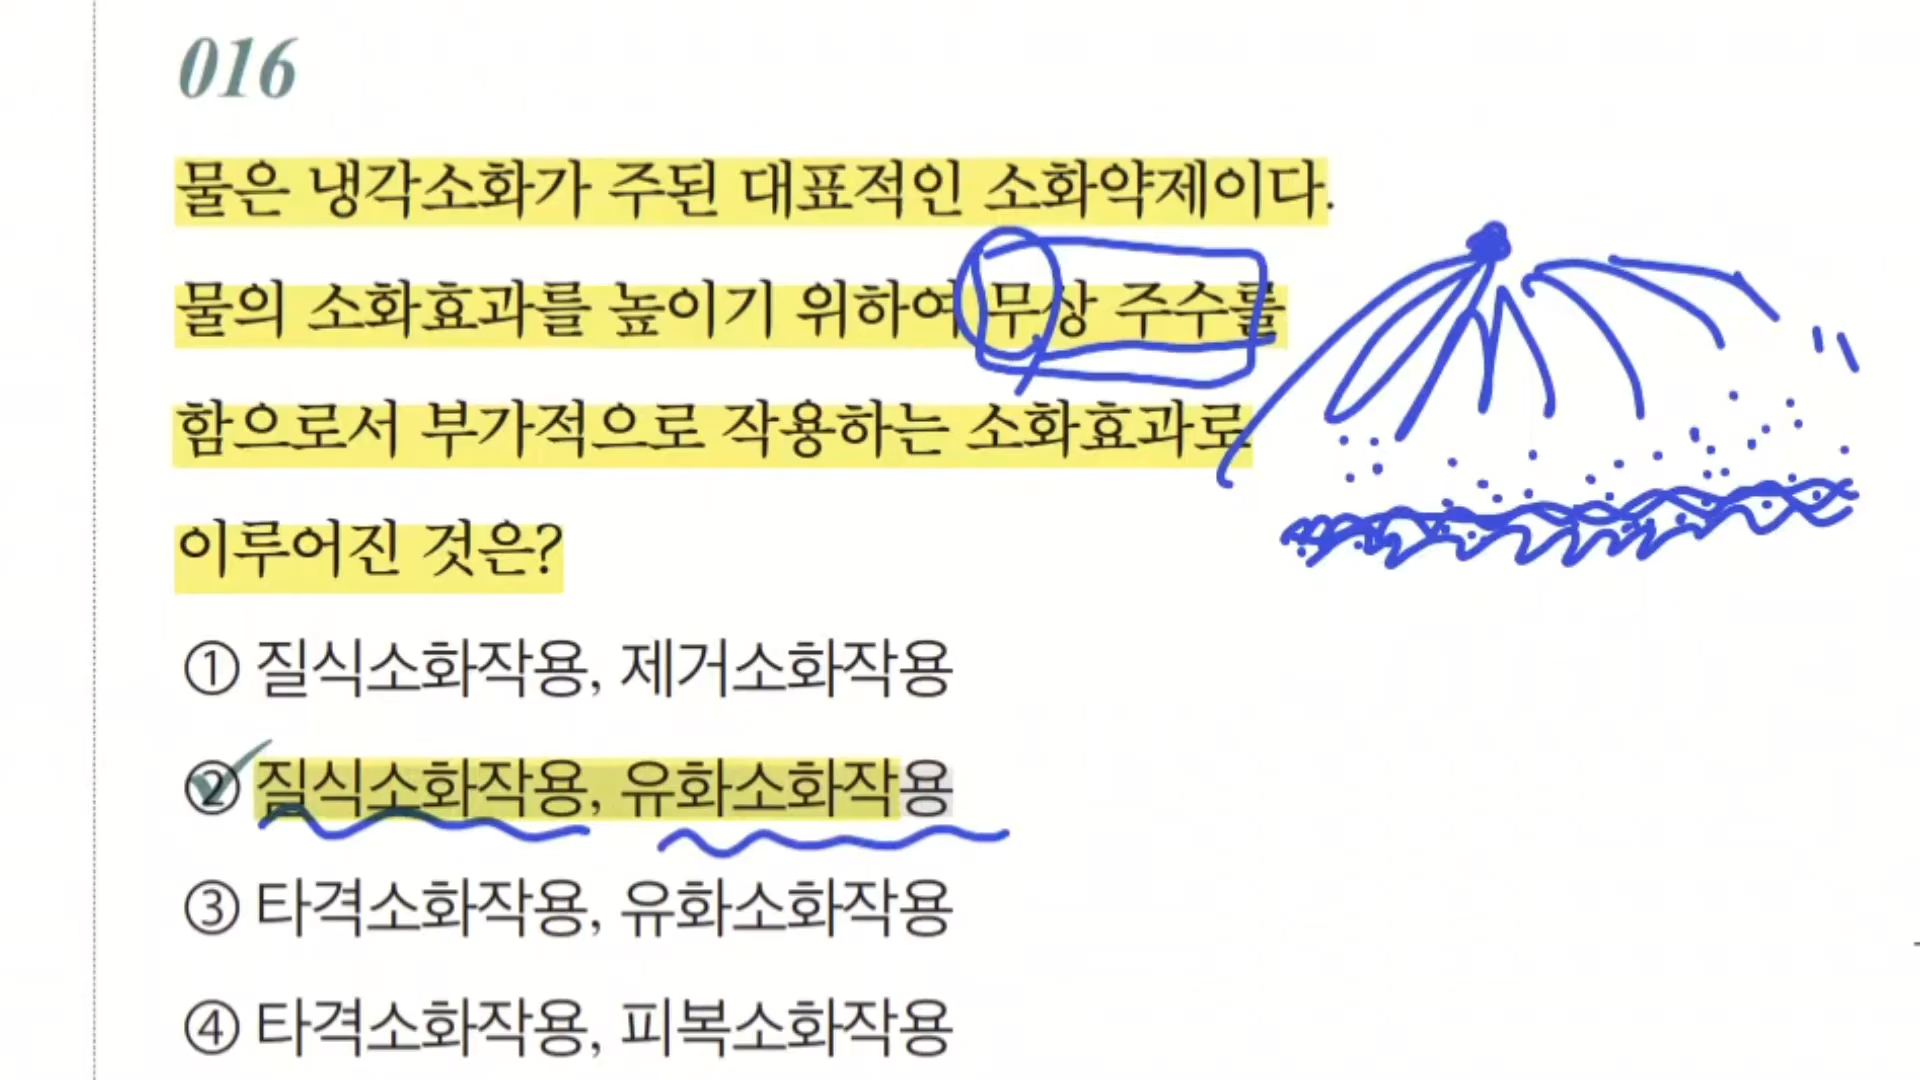 016
물은 냉각소화가 주된 대표적인 소화약제이다.
물의 소화효과를 높이기 위하여 무상 주수를
함으로서 부가적으로 작용하는 소화효과로
이루어진 것은?
① 질식소화작용, 제거소화작용
② 질식소화작용, 유화소화작용
③ 타격소화작용, 유화소화작용
④ 타격소화작용, 피복소화작용